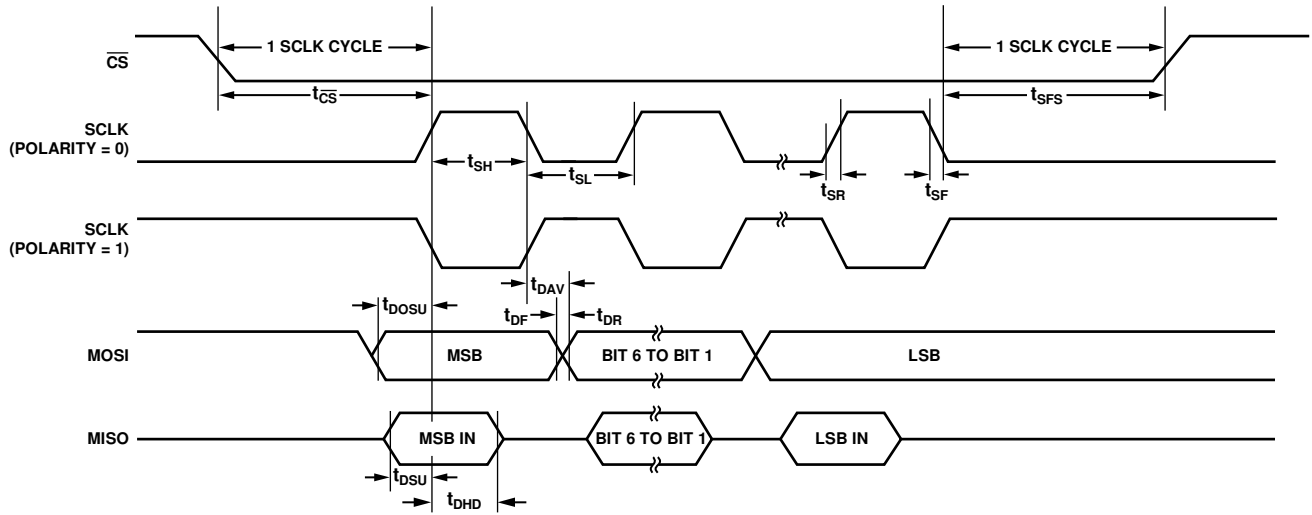 1 SCLK CYCLE
1 SCLK CYCLE
CS
tCS
tSFS
SCLK
(POLARITY = 0)
tSH
tSL
tSR
tSF
SCLK
(POLARITY = 1)
tDAV
tDOSU
tDF
tDR
MOSI
MSB
BIT 6 TO BIT 1
LSB
MISO
MSB IN
BIT 6 TO BIT 1
LSB IN
tDSU
tDHD